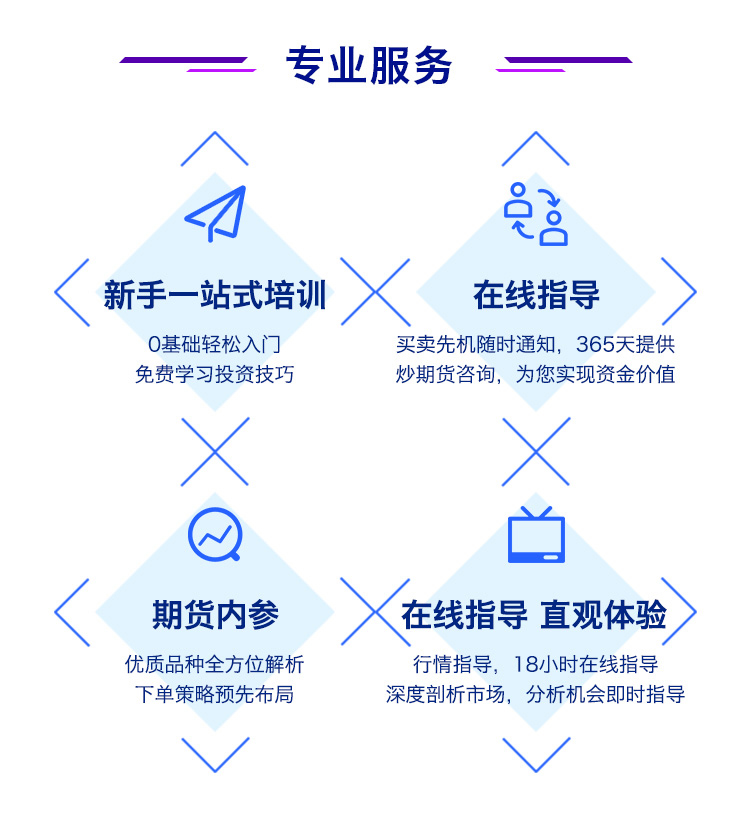 专业服务
新手一站式培训
0基础轻松入门
免费学习投资技巧
在线指导
买卖先机随时通知，365天提供
炒期货咨询，为您实现资金价值
期货内参
优质品种全方位解析
下单策略预先布局
在线指导 直观体验
行情指导，18小时在线指导
深度剖析市场，分析机会即时指导